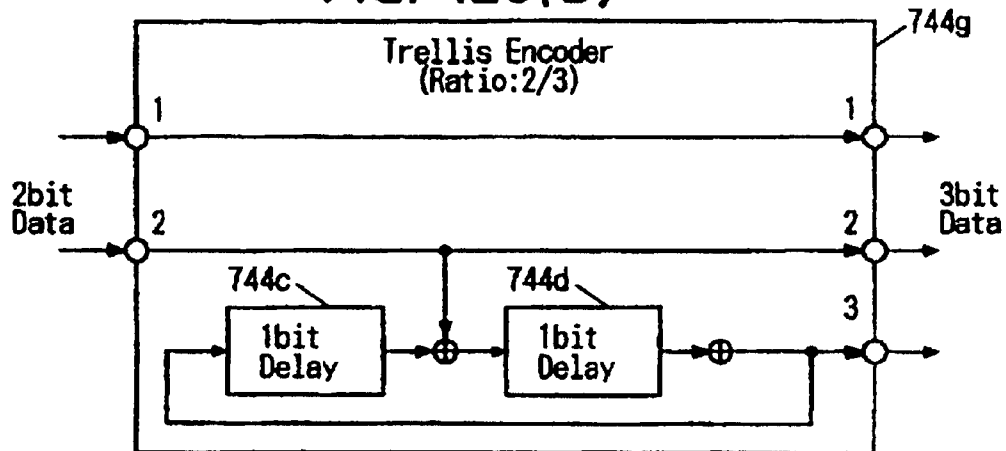 744g
Trellis Encoder
(Ratio:2/3)
1
1
2bit
Data
2
2
3bit
Data
744c
744d
3
1bit
Delay
1bit
Delay